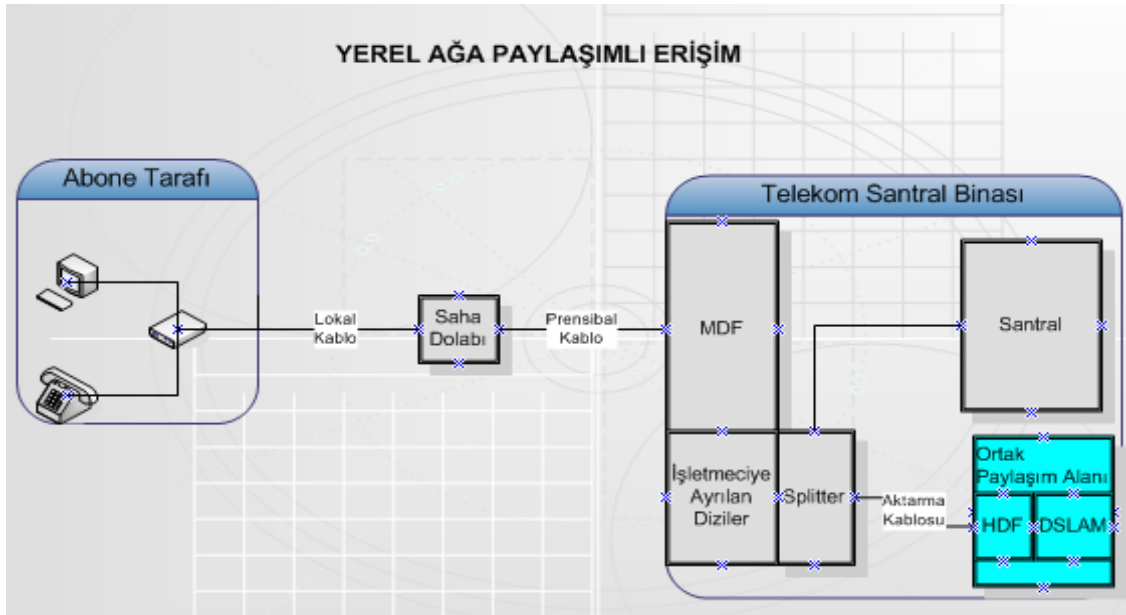 YEREL AĞA PAYLAŞIMLI ERİŞİM
Abone Tarafı
Telekom Santral Binası
Lokal
Kablo
Saha
Dolabı
Prensibal
Kablo
MDF
Santral
İşletmeciye
Ayrılan
Diziler
Splitter
Aktarma
Kablosu
Ortak
Paylaşım Alanı
HDF
DSLAM